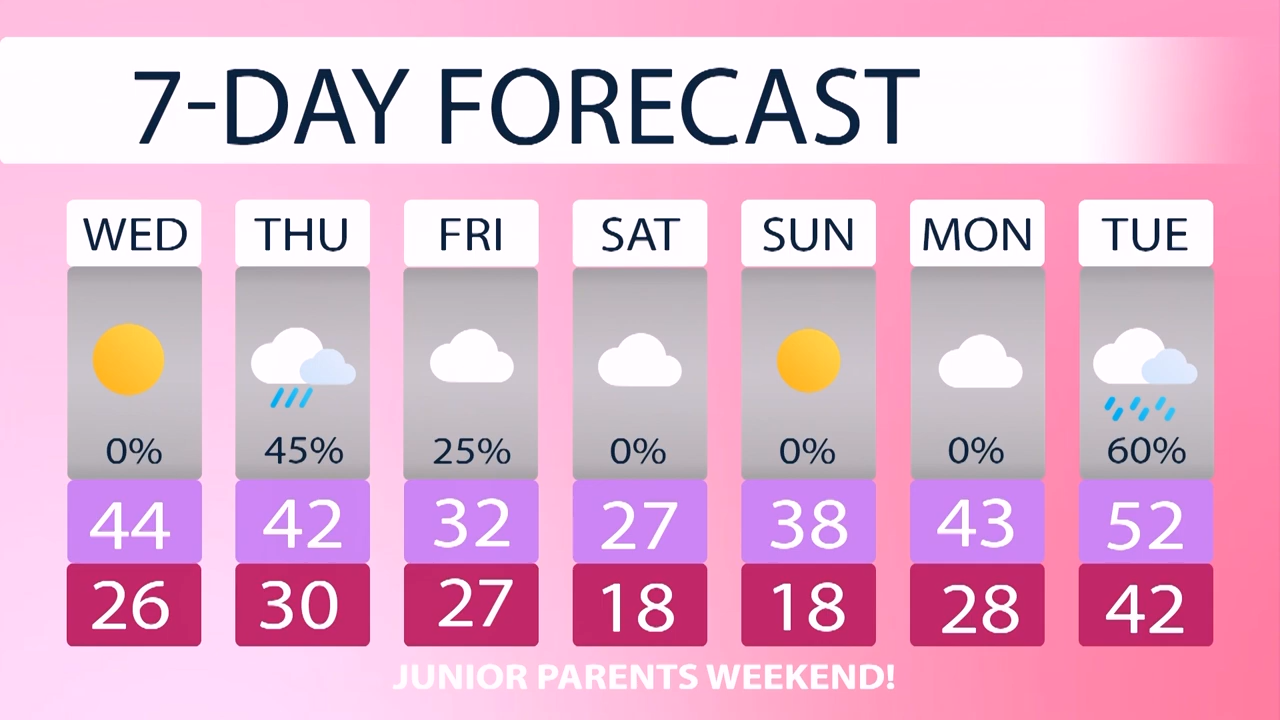 7-DAY FORECAST
WED THU FRI SAT SUN MON TUE
0% 45% 25% 0% 0% 0% 60%
44 42 32 27 38 43 52
26 30 27 18 18 28 42
JUNIOR PARENTS WEEKEND!